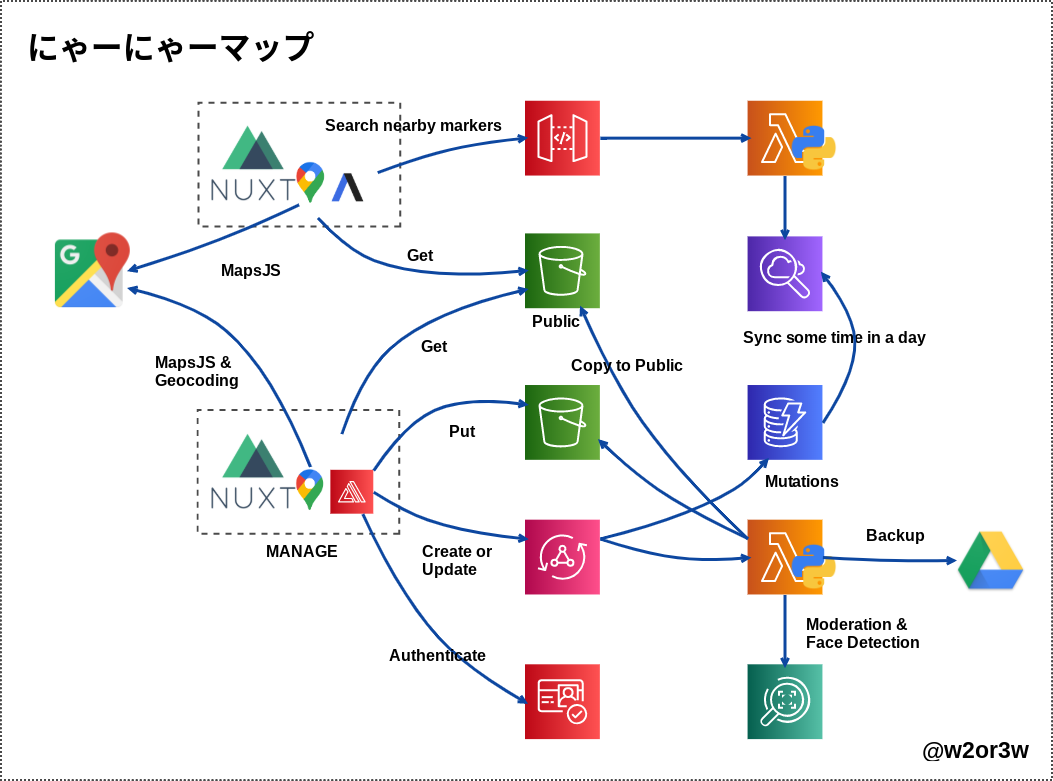 にゃーにゃーマップ
Search nearby markers
NUXT
G
MapsJS
Get
Public
Get
Copy to Public
Sync some time in a day
MapsJS &
Geocoding
NUXT
MANAGE
Put
Mutations
Create or
Update
Backup
Moderation &
Face Detection
Authenticate
@w2or3w